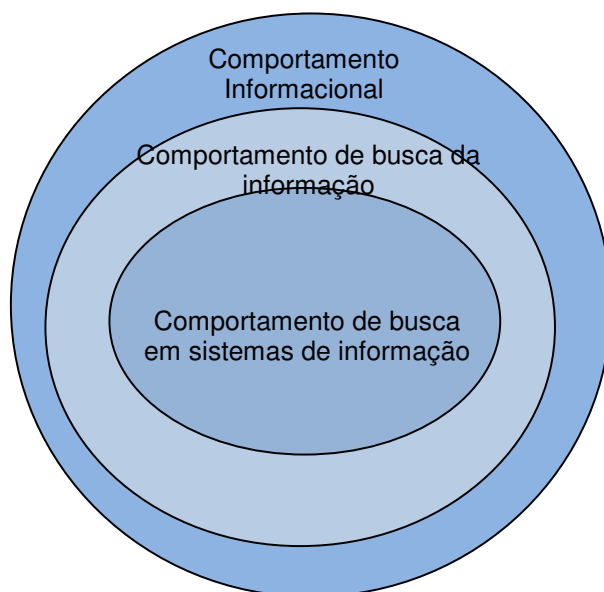 Comportamento
Informacional
Comportamento de busca da
informação
Comportamento de busca
em sistemas de informação